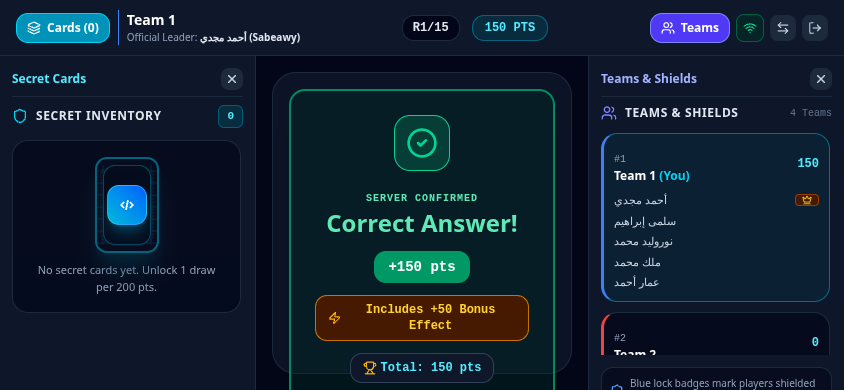 Cards (0)
Team 1
Official Leader: أحمد مجدي (Sabeawy)
R1/15
150 PTS
Teams
Secret Cards
SECRET INVENTORY
0
No secret cards yet. Unlock 1 draw
per 200 pts.
SERVER CONFIRMED
Correct Answer!
+150 pts
Includes +50 Bonus
Effect
Total: 150 pts
Teams & Shields
TEAMS & SHIELDS
4 Teams
#1
150
Team 1 (You)
أحمد مجدي
سلمى إبراهيم
نوروليد محمد
ملك محمد
عمار أحمد
#2
0
Team 2
Blue lock badges mark players shielded